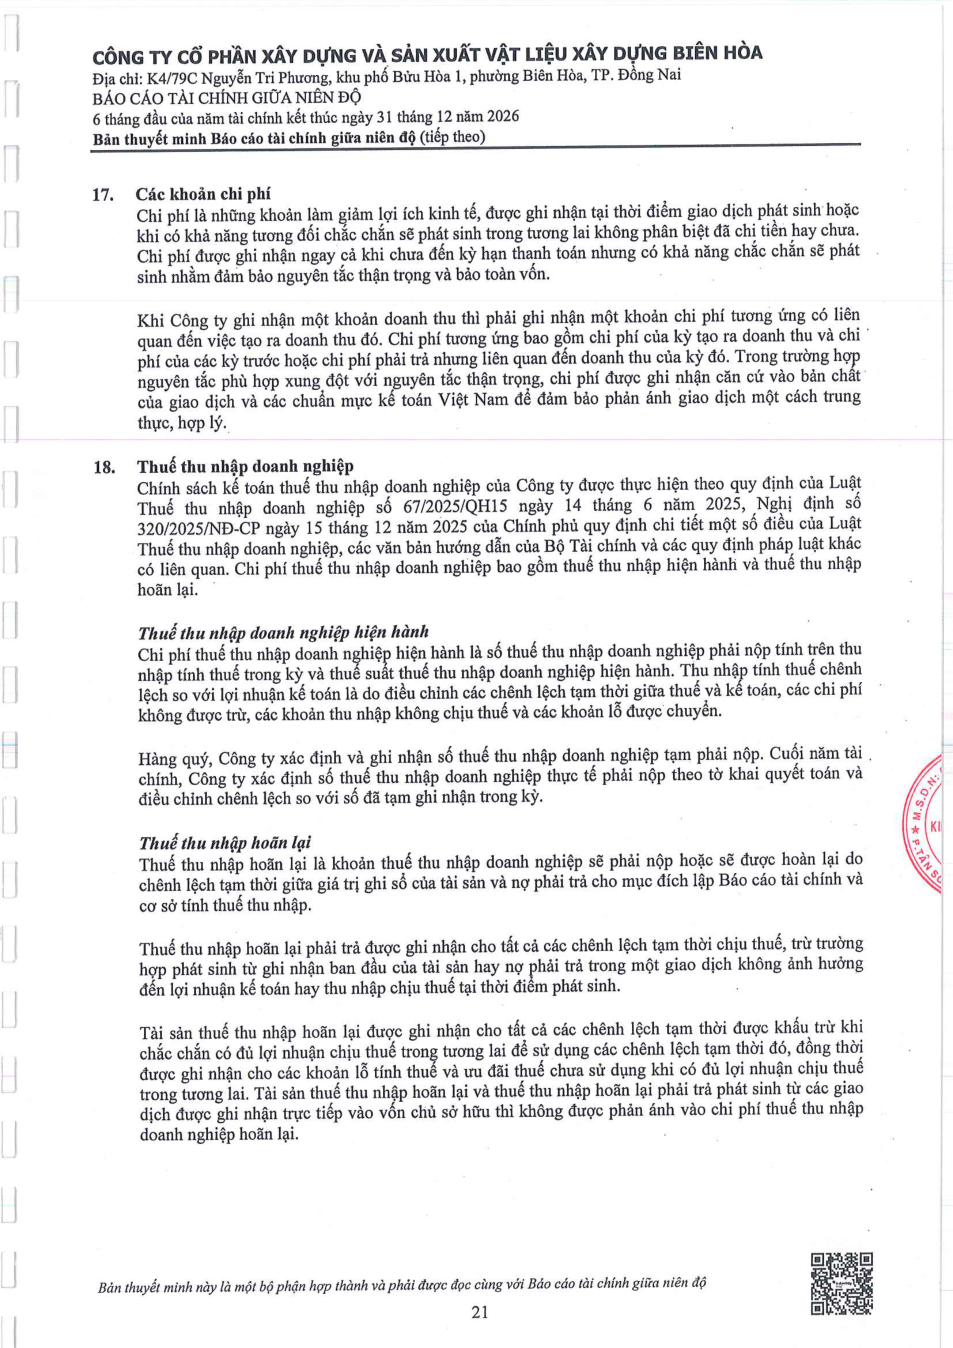 CÔNG TY CỔ PHẦN XÂY DỰNG VÀ SẢN XUẤT VẬT LIỆU XÂY DỰNG BIÊN HÒA
Địa chỉ: K4/79C Nguyễn Tri Phương, khu phố Bửu Hòa 1, phường Biên Hòa, TP. Đồng Nai
BÁO CÁO TÀI CHÍNH GIỮA NIÊN ĐỘ
6 tháng đầu của năm tài chính kết thúc ngày 31 tháng 12 năm 2026
Bản thuyết minh Báo cáo tài chính giữa niên độ (tiếp theo)
17. Các khoản chi phí
Chi phí là những khoản làm giảm lợi ích kinh tế, được ghi nhận tại thời điểm giao dịch phát sinh hoặc
khi có khả năng tương đối chắc chắn sẽ phát sinh trong tương lai không phân biệt đã chi tiền hay chưa.
Chi phí được ghi nhận ngay cả khi chưa đến kỳ hạn thanh toán nhưng có khả năng chắc chắn sẽ phát
sinh nhằm đảm bảo nguyên tắc thận trọng và bảo toàn vốn.
Khi Công ty ghi nhận một khoản doanh thu thì phải ghi nhận một khoản chi phí tương ứng có liên
quan đến việc tạo ra doanh thu đó. Chi phí tương ứng bao gồm chi phí của kỳ tạo ra doanh thu và chi
phí của các kỳ trước hoặc chi phí phải trả nhưng liên quan đến doanh thu của kỳ đó. Trong trường hợp
nguyên tắc phù hợp xung đột với nguyên tắc thận trọng, chi phí được ghi nhận căn cứ vào bản chất
của giao dịch và các chuẩn mực kế toán Việt Nam để đảm bảo phản ánh giao dịch một cách trung
thực, hợp lý.
18. Thuế thu nhập doanh nghiệp
Chính sách kế toán thuế thu nhập doanh nghiệp của Công ty được thực hiện theo quy định của Luật
Thuế thu nhập doanh nghiệp số 67/2025/QH15 ngày 14 tháng 6 năm 2025, Nghị định số
320/2025/NĐ-CP ngày 15 tháng 12 năm 2025 của Chính phủ quy định chi tiết một số điều của Luật
Thuế thu nhập doanh nghiệp, các văn bản hướng dẫn của Bộ Tài chính và các quy định pháp luật khác
có liên quan. Chi phí thuế thu nhập doanh nghiệp bao gồm thuế thu nhập hiện hành và thuế thu nhập
hoãn lại.
Thuế thu nhập doanh nghiệp hiện hành
Chi phí thuế thu nhập doanh nghiệp hiện hành là số thuế thu nhập doanh nghiệp phải nộp tính trên thu
nhập tính thuế trong kỳ và thuế suất thuế thu nhập doanh nghiệp hiện hành. Thu nhập tính thuế chênh
lệch so với lợi nhuận kế toán là do điều chỉnh các chênh lệch tạm thời giữa thuế và kế toán, các chi phí
không được trừ, các khoản thu nhập không chịu thuế và các khoản lỗ được chuyển.
Hàng quý, Công ty xác định và ghi nhận số thuế thu nhập doanh nghiệp tạm phải nộp. Cuối năm tài
chính, Công ty xác định số thuế thu nhập doanh nghiệp thực tế phải nộp theo tờ khai quyết toán và
điều chỉnh chênh lệch so với số đã tạm ghi nhận trong kỳ.
Thuế thu nhập hoãn lại
Thuế thu nhập hoãn lại là khoản thuế thu nhập doanh nghiệp sẽ phải nộp hoặc sẽ được hoàn lại do
chênh lệch tạm thời giữa giá trị ghi sổ của tài sản và nợ phải trả cho mục đích lập Báo cáo tài chính và
cơ sở tính thuế thu nhập.
Thuế thu nhập hoãn lại phải trả được ghi nhận cho tất cả các chênh lệch tạm thời chịu thuế, trừ trường
hợp phát sinh từ ghi nhận ban đầu của tài sản hay nợ phải trả trong một giao dịch không ảnh hưởng
đến lợi nhuận kế toán hay thu nhập chịu thuế tại thời điểm phát sinh.
Tài sản thuế thu nhập hoãn lại được ghi nhận cho tất cả các chênh lệch tạm thời được khấu trừ khi
chắc chắn có đủ lợi nhuận chịu thuế trong tương lai để sử dụng các chênh lệch tạm thời đó, đồng thời
được ghi nhận cho các khoản lỗ tính thuế và ưu đãi thuế chưa sử dụng khi có đủ lợi nhuận chịu thuế
trong tương lai. Tài sản thuế thu nhập hoãn lại và thuế thu nhập hoãn lại phải trả phát sinh từ các giao
dịch được ghi nhận trực tiếp vào vốn chủ sở hữu thì không được phản ánh vào chi phí thuế thu nhập
doanh nghiệp hoãn lại.
M.S.D.N:
KI
P.TÂN
Bản thuyết minh này là một bộ phận hợp thành và phải được đọc cùng với Báo cáo tài chính giữa niên độ
21